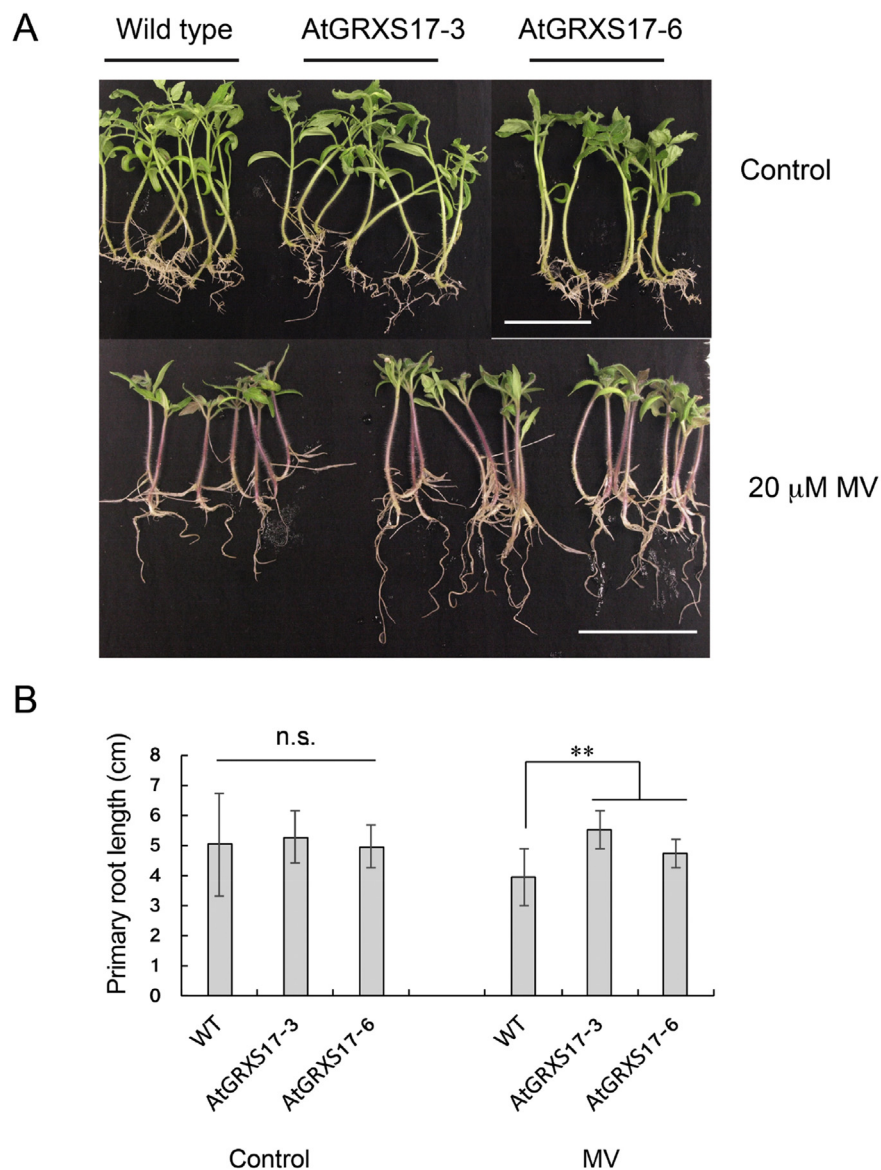 A
Wild type AtGRXS17-3 AtGRXS17-6
Control
20 μM MV
B
Primary root length (cm)
8
7
6
5
4
3
2
1
0
n.s.
**
WT AtGRXS17-3 AtGRXS17-6 WT AtGRXS17-3 AtGRXS17-6
Control MV